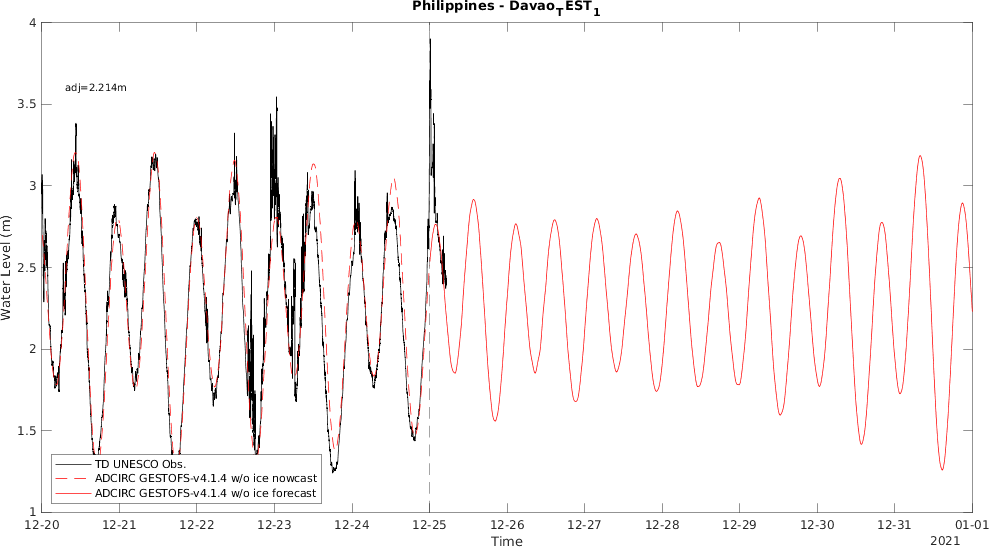 Philippines - Davao_TEST_1
4
adj=2.214m
3.5
3
2.5
Water Level (m)
2
1.5
TD UNESCO Obs.
ADCIRC GESTOFS-v4.1.4 w/o ice nowcast
ADCIRC GESTOFS-v4.1.4 w/o ice forecast
1
12-20 12-21 12-22 12-23 12-24 12-25 12-26 12-27 12-28 12-29 12-30 12-31 01-01
Time
2021